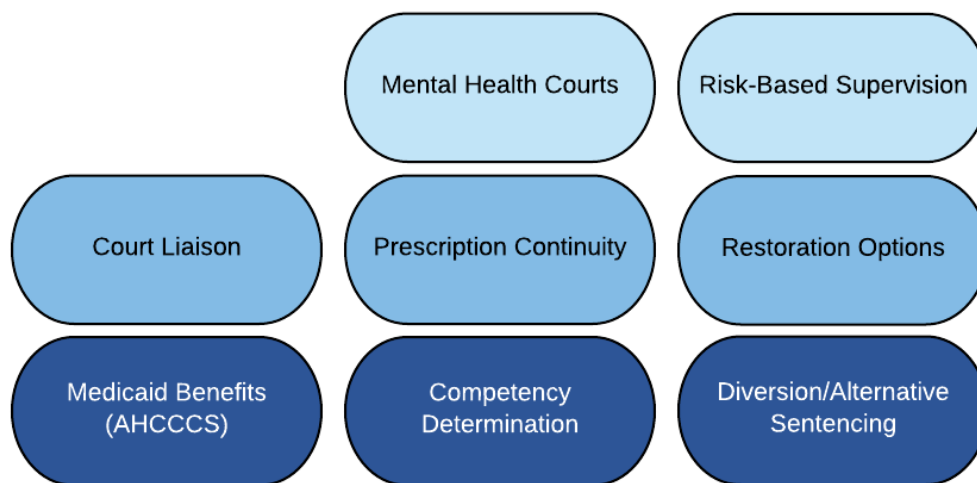 Mental Health Courts
Risk-Based Supervision
Court Liaison
Prescription Continuity
Restoration Options
Medicaid Benefits
(AHCCCS)
Competency
Determination
Diversion/Alternative
Sentencing